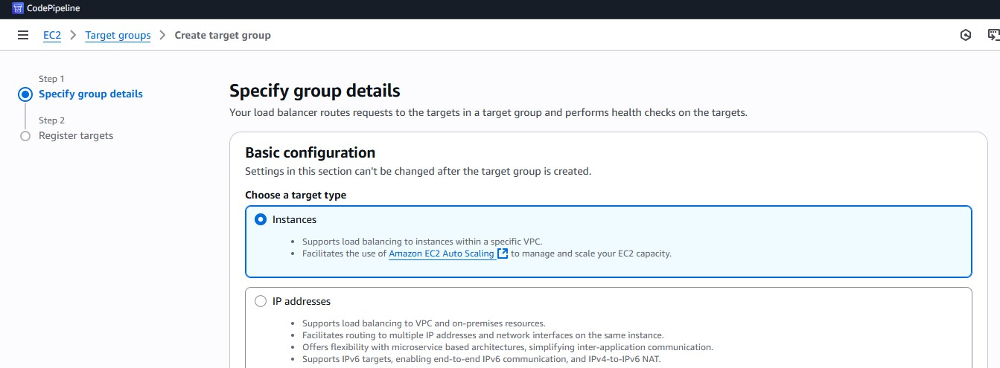 CodePipeline
EC2 > Target groups > Create target group
Step 1
Specify group details
Step 2
Register targets
Specify group details
Your load balancer routes requests to the targets in a target group and performs health checks on the targets.
Basic configuration
Settings in this section can't be changed after the target group is created.
Choose a target type
Instances
• Supports load balancing to instances within a specific VPC.
• Facilitates the use of Amazon EC2 Auto Scaling to manage and scale your EC2 capacity.
IP addresses
• Supports load balancing to VPC and on-premises resources.
• Facilitates routing to multiple IP addresses and network interfaces on the same instance.
• Offers flexibility with microservice based architectures, simplifying inter-application communication.
• Supports IPv6 targets, enabling end-to-end IPv6 communication, and IPv4-to-IPv6 NAT.